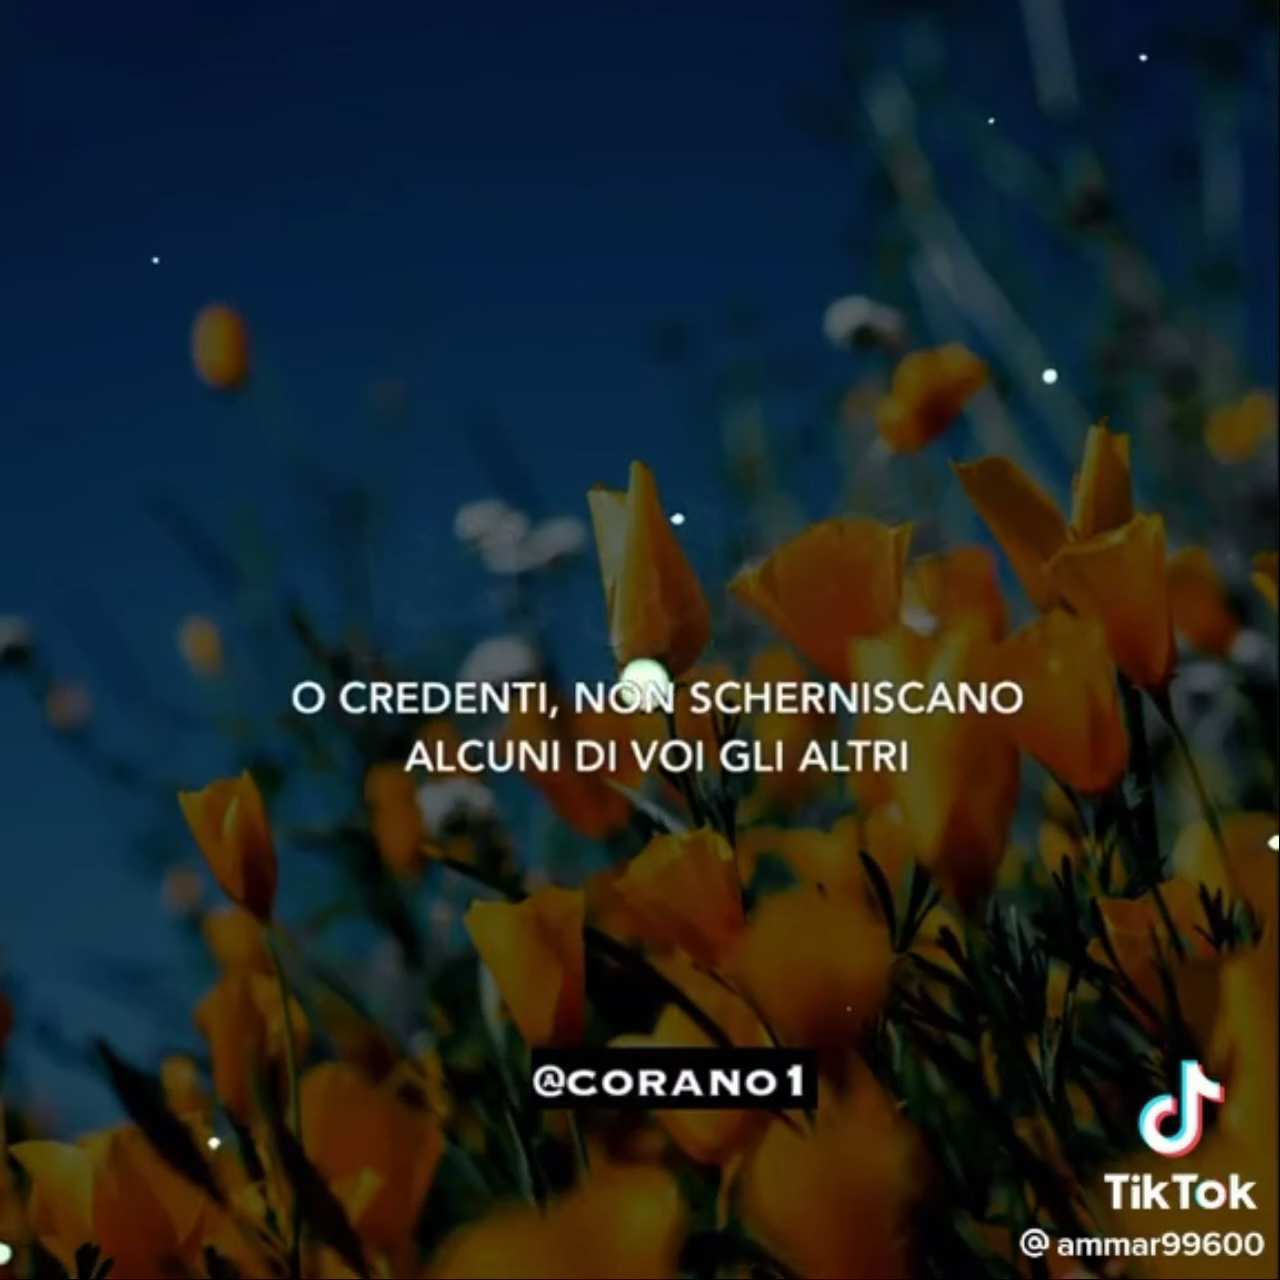 O CREDENTI, NON SCHERNISCANO
ALCUNI DI VOI GLI ALTRI
@CORANO1
TikTok
@ammar99600